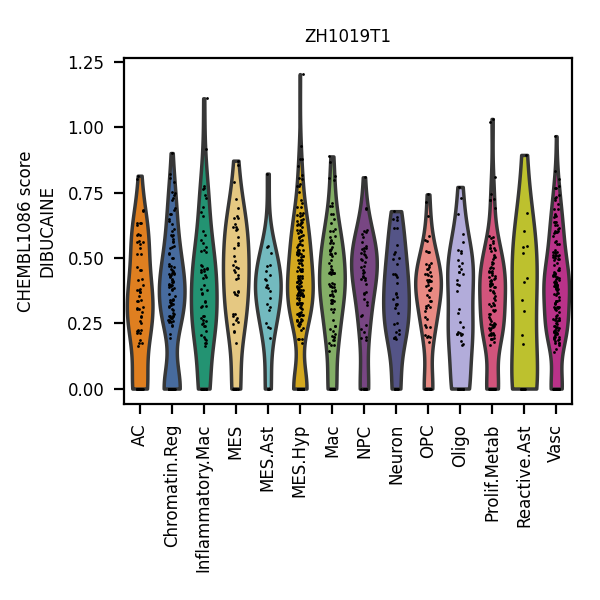 ZH1019T1
CHEMBL1086 score
DIBUCAINE
1.25
1.00
0.75
0.50
0.25
0.00
AC
Chromatin.Reg
Inflammatory.Mac
MES
MES.Ast
MES.Hyp
Mac
NPC
Neuron
OPC
Oligo
Prolif.Metab
Reactive.Ast
Vasc